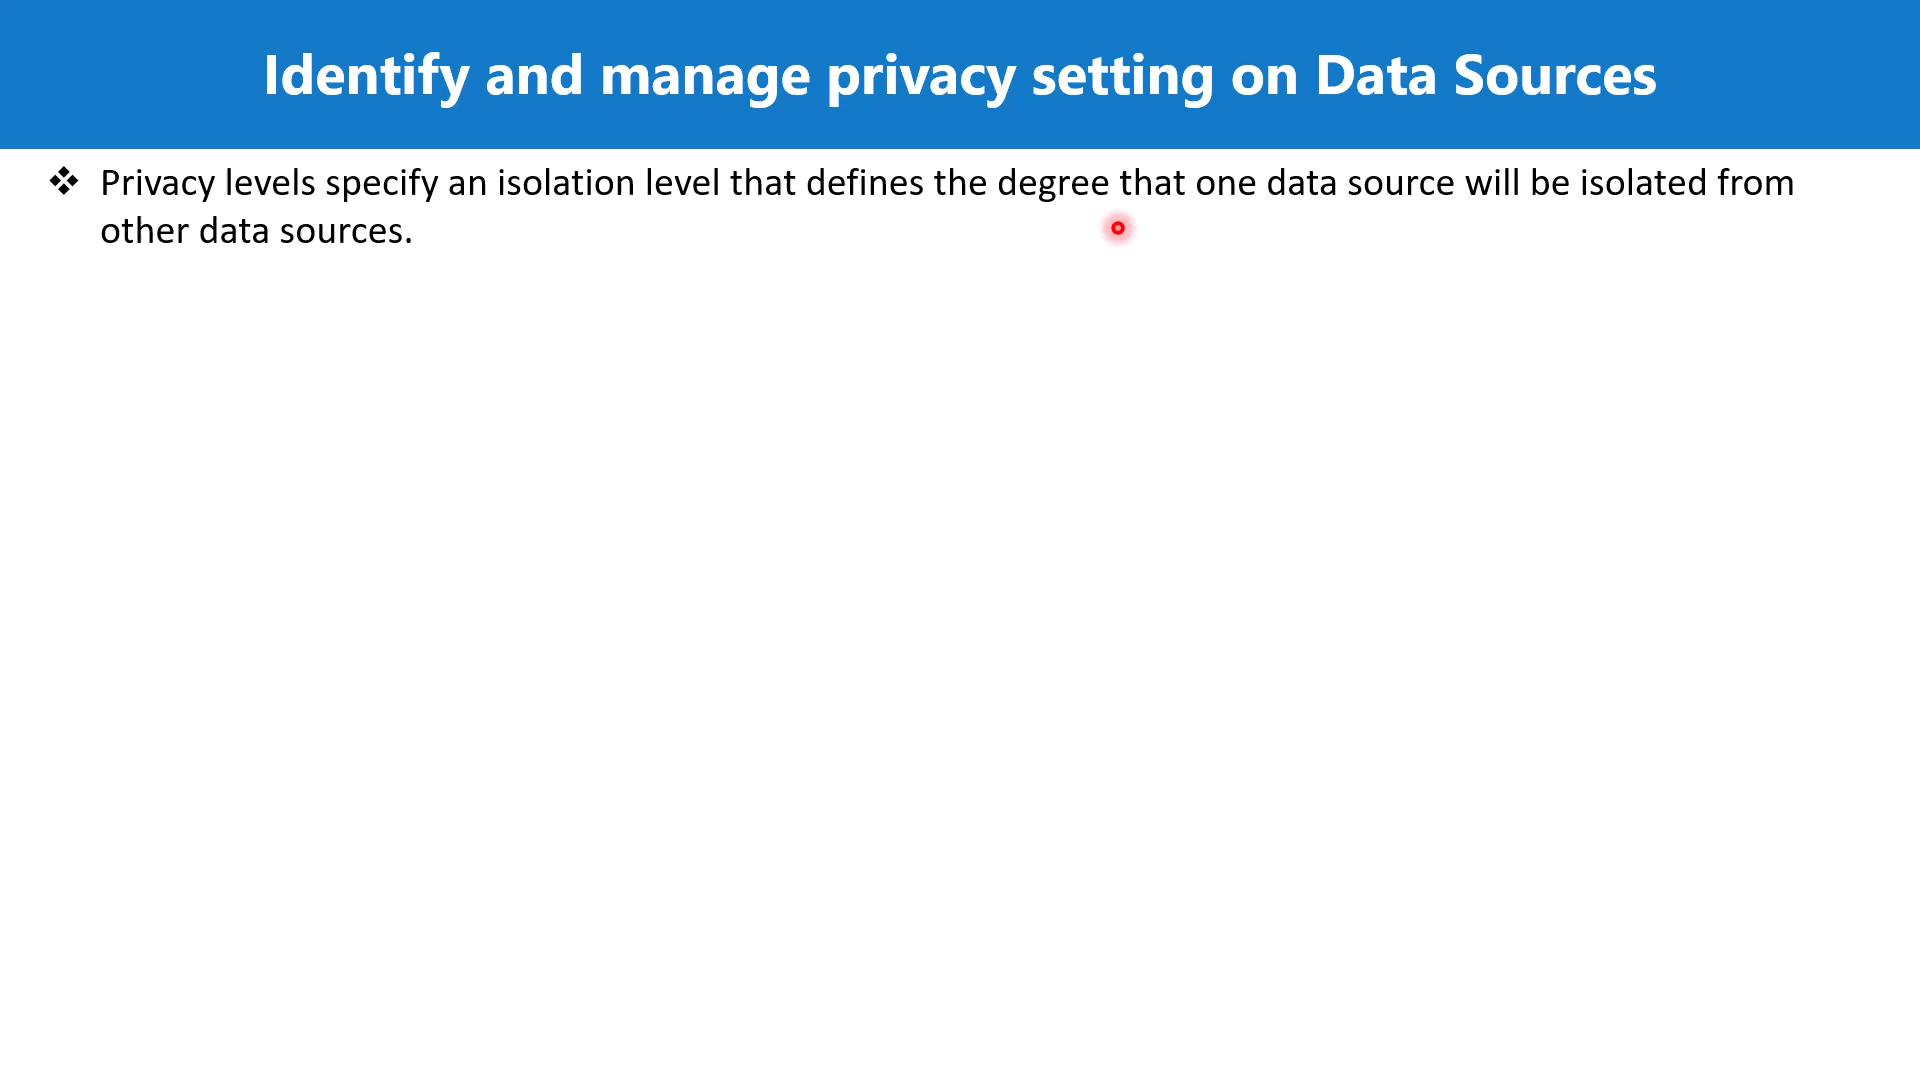 Identify and manage privacy setting on Data Sources
❖ Privacy levels specify an isolation level that defines the degree that one data source will be isolated from
other data sources.